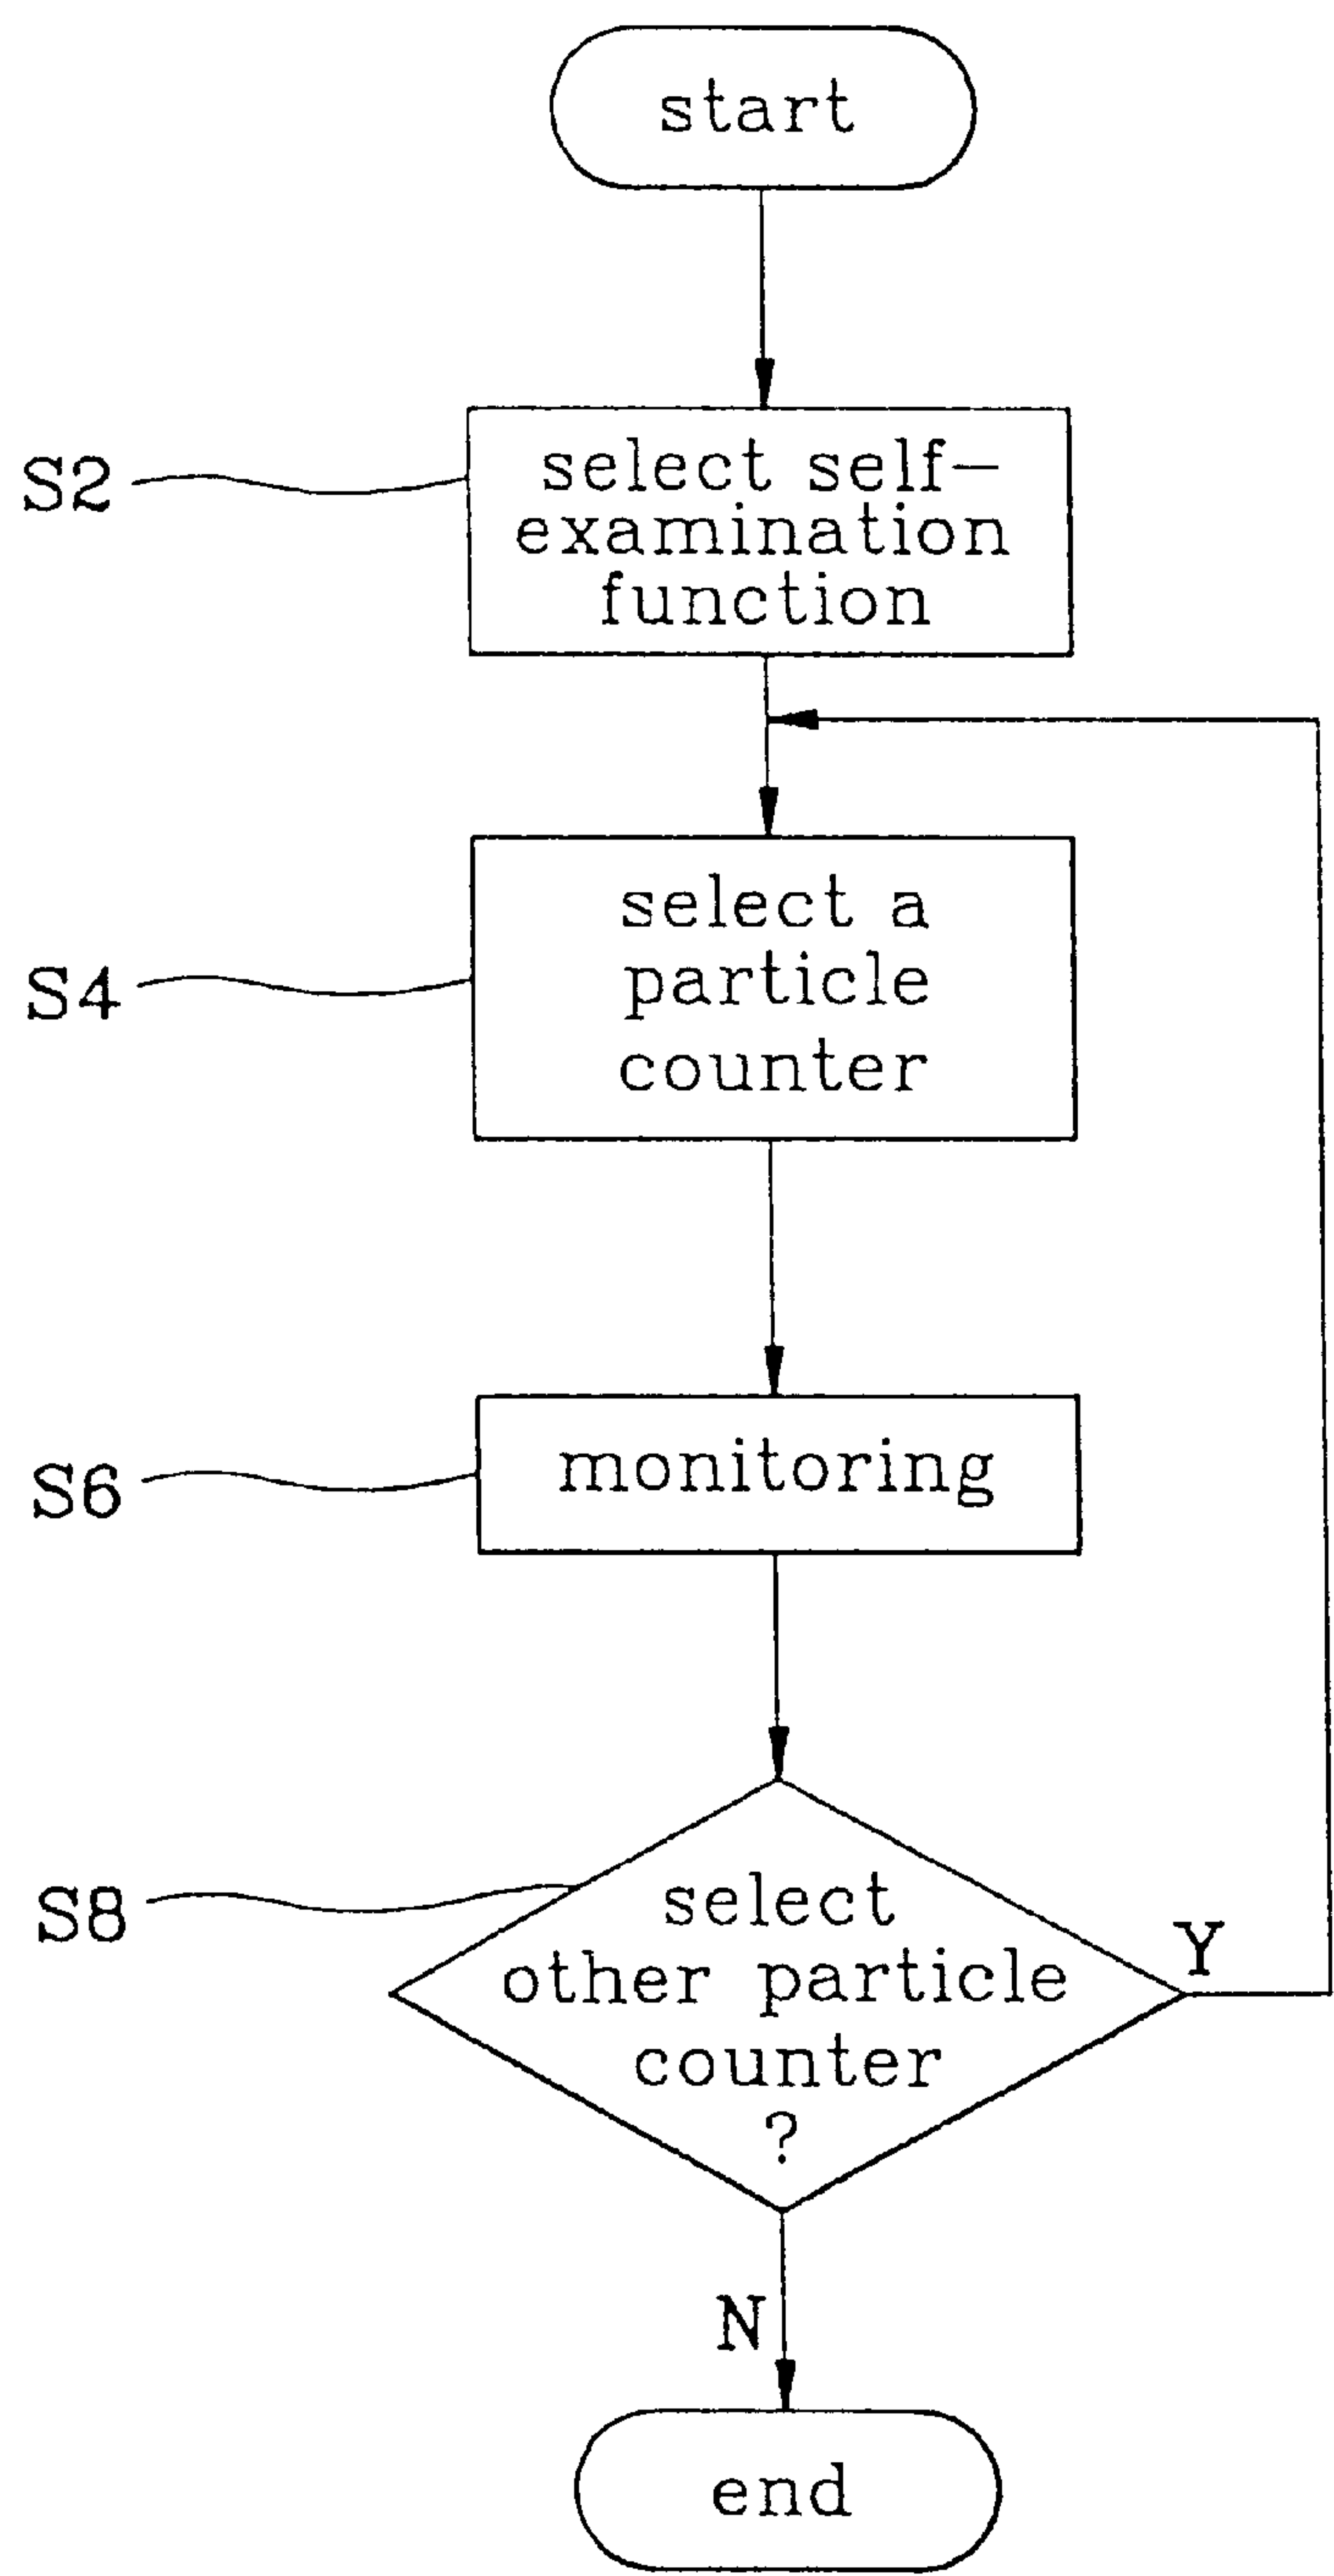 start
S2
select self-
examination
function
S4
select a
particle
counter
S6
monitoring
S8
select
other particle
counter
?
Y
N
end